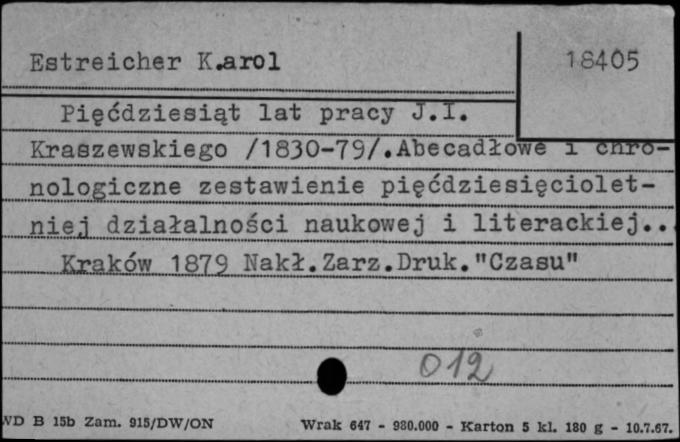 Estreicher K.arol
18405
Pięćdziesiąt lat pracy J.I.
Kraszewskiego /1830-79/.Abecadłowe i chro-
nologiczne zestawienie pięćdziesięciolet-
niej działalności naukowej i literackiej..
Kraków 1879 Nakł.Zarz.Druk."Czasu"
012
WD B 15b Zam. 915/DW/ON
Wrak 647 - 980.000 - Karton 5 kl. 180 g - 10.7.67.